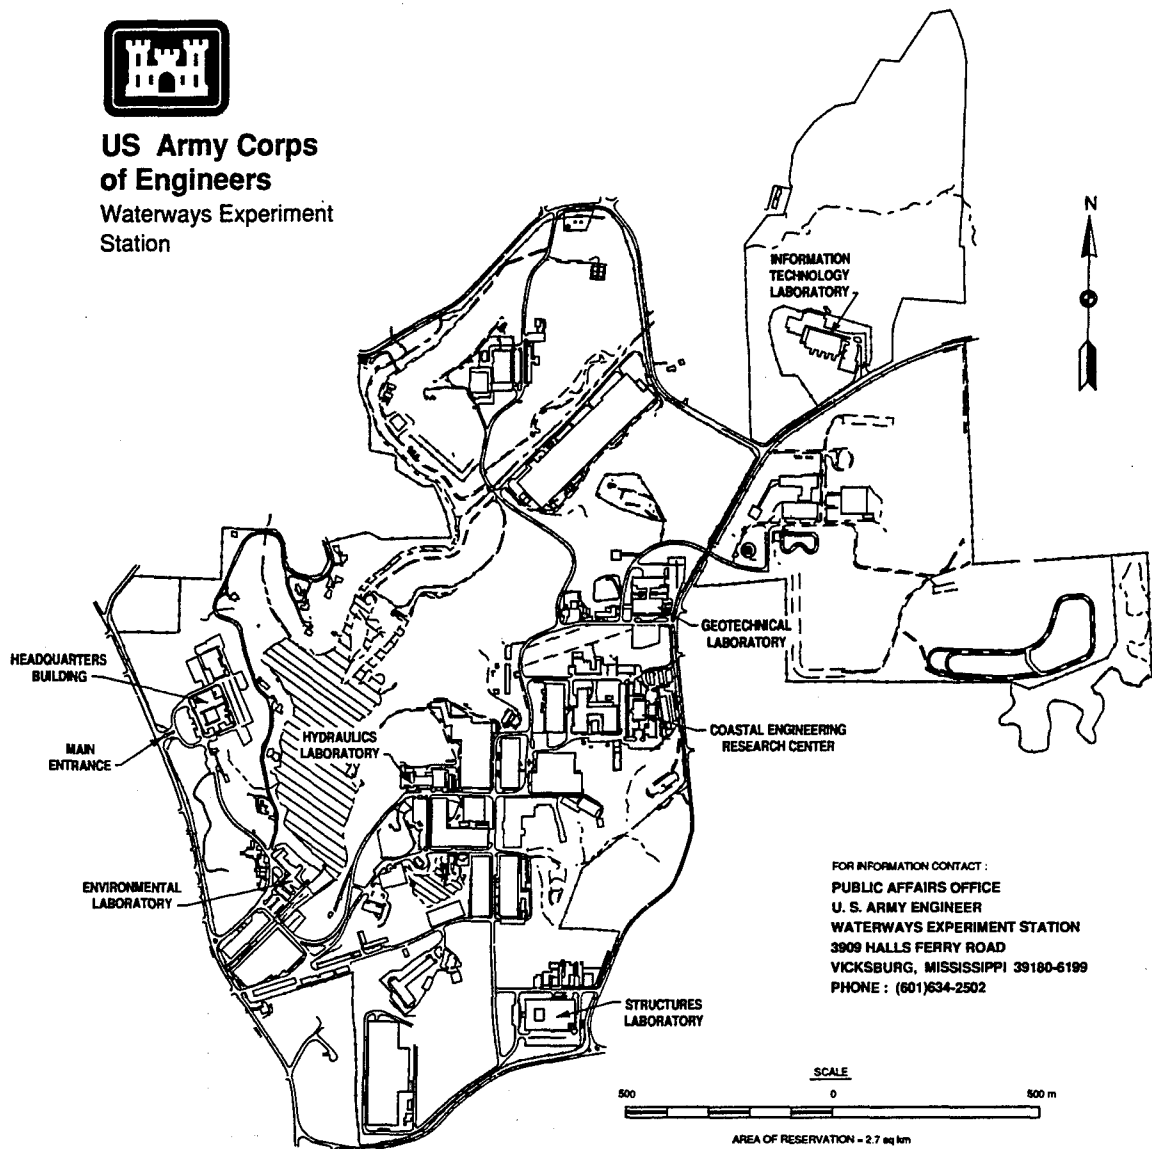 US Army Corps
of Engineers
Waterways Experiment
Station
N
INFORMATION
TECHNOLOGY
LABORATORY
GEOTECHNICAL
LABORATORY
HEADQUARTERS
BUILDING
MAIN
ENTRANCE
HYDRAULICS
LABORATORY
COASTAL ENGINEERING
RESEARCH CENTER
ENVIRONMENTAL
LABORATORY
STRUCTURES
LABORATORY
FOR INFORMATION CONTACT :
PUBLIC AFFAIRS OFFICE
U. S. ARMY ENGINEER
WATERWAYS EXPERIMENT STATION
3909 HALLS FERRY ROAD
VICKSBURG, MISSISSIPPI 39180-6199
PHONE : (601)634-2502
SCALE
500 0 500 m
AREA OF RESERVATION = 2.7 sq km